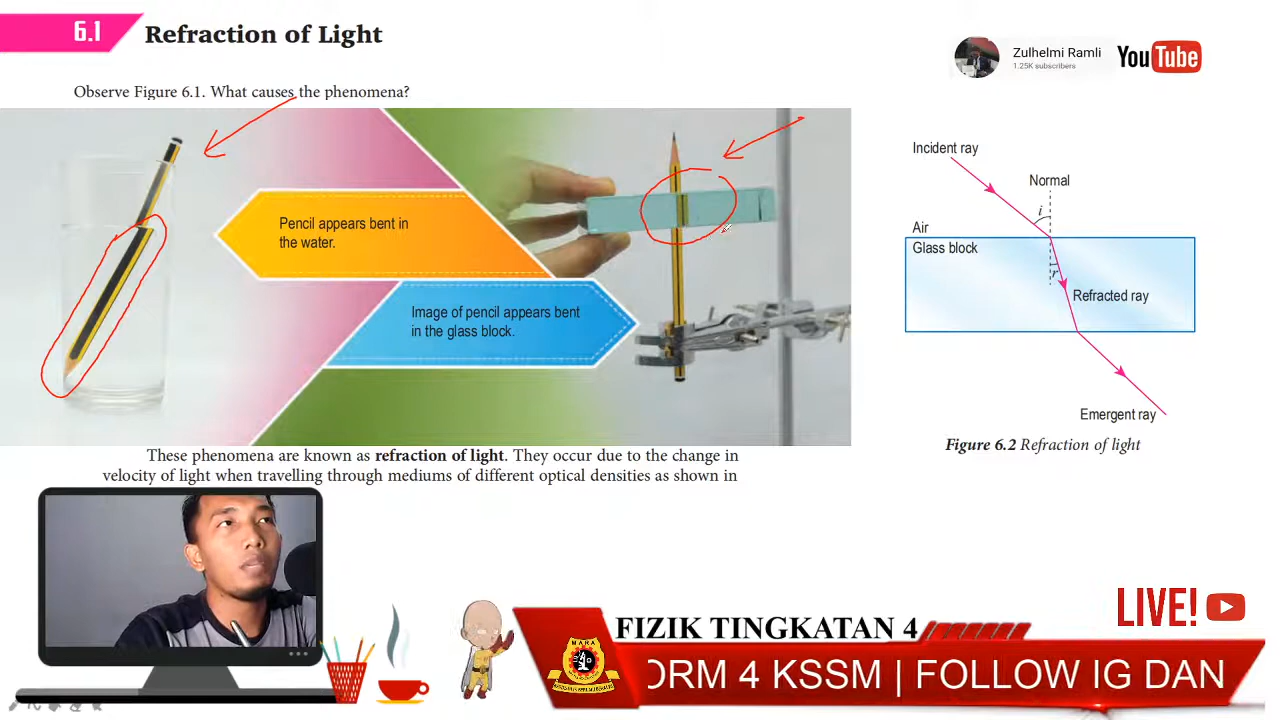 6.1 Refraction of Light
Zulhelmi Ramli
1.25K subscribers
YouTube
Observe Figure 6.1. What causes the phenomena?
Pencil appears bent in
the water.
Image of pencil appears bent
in the glass block.
Incident ray
Normal
i
Air
Glass block
r
Refracted ray
Emergent ray
Figure 6.2 Refraction of light
These phenomena are known as refraction of light. They occur due to the change in
velocity of light when travelling through mediums of different optical densities as shown in
LIVE!
FIZIK TINGKATAN 4
ORM 4 KSSM | FOLLOW IG DAN
MARA